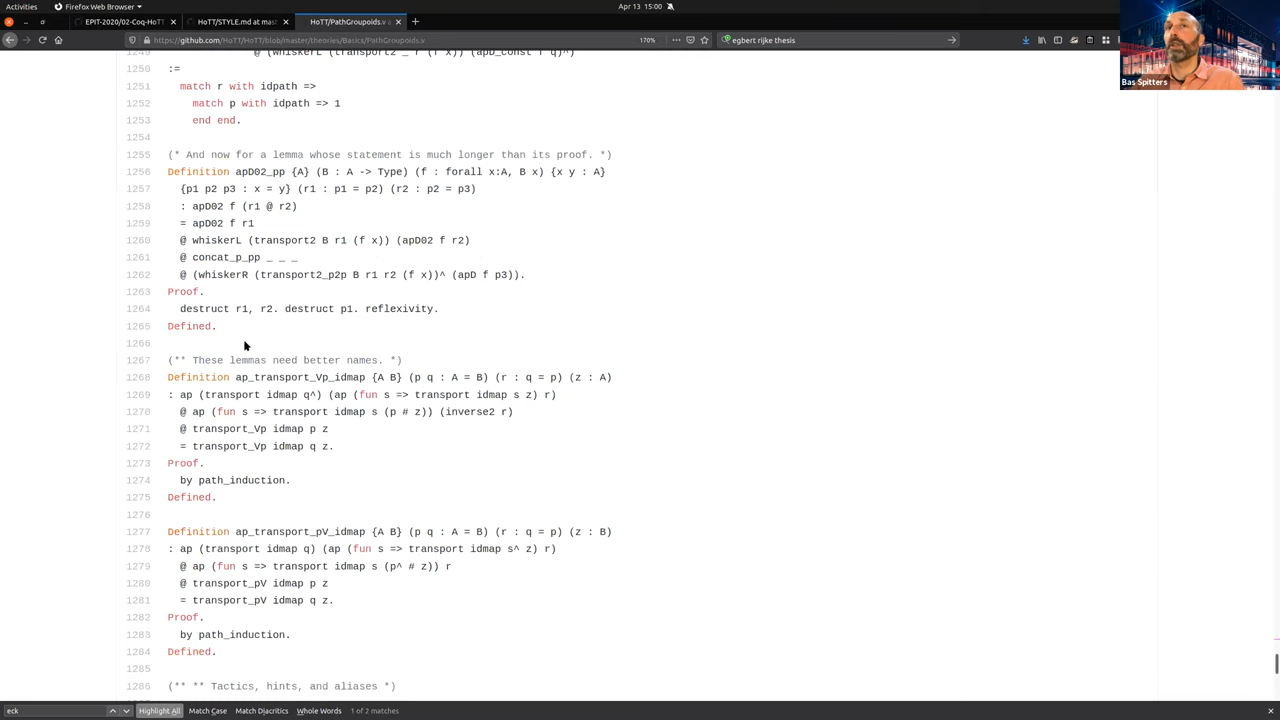 Activities
Firefox Web Browser
Apr 13 15:00
EPIT-2020/02-Coq-HoTT
HoTT/STYLE.md at mast
HoTT/PathGroupoids.v a
https://github.com/HoTT/HoTT/blob/master/theories/Basics/PathGroupoids.v
170%
egbert rijke thesis
Bas Spitters
1249 @ (whiskerL (transport2 _ r (f x)) (apD_const f q)^)
1250 :=
1251 match r with idpath =>
1252 match p with idpath => 1
1253 end end.
1254
1255 (* And now for a lemma whose statement is much longer than its proof. *)
1256 Definition apD02_pp {A} (B : A -> Type) (f : forall x:A, B x) {x y : A}
1257 {p1 p2 p3 : x = y} (r1 : p1 = p2) (r2 : p2 = p3)
1258 : apD02 f (r1 @ r2)
1259 = apD02 f r1
1260 @ whiskerL (transport2 B r1 (f x)) (apD02 f r2)
1261 @ concat_p_pp _ _ _
1262 @ (whiskerR (transport2_p2p B r1 r2 (f x))^ (apD f p3)).
1263 Proof.
1264 destruct r1, r2. destruct p1. reflexivity.
1265 Defined.
1266
1267 (** These lemmas need better names. *)
1268 Definition ap_transport_Vp_idmap {A B} (p q : A = B) (r : q = p) (z : A)
1269 : ap (transport idmap q^) (ap (fun s => transport idmap s z) r)
1270 @ ap (fun s => transport idmap s (p # z)) (inverse2 r)
1271 @ transport_Vp idmap p z
1272 = transport_Vp idmap q z.
1273 Proof.
1274 by path_induction.
1275 Defined.
1276
1277 Definition ap_transport_pV_idmap {A B} (p q : A = B) (r : q = p) (z : B)
1278 : ap (transport idmap q) (ap (fun s => transport idmap s^ z) r)
1279 @ ap (fun s => transport idmap s (p^ # z)) r
1280 @ transport_pV idmap p z
1281 = transport_pV idmap q z.
1282 Proof.
1283 by path_induction.
1284 Defined.
1285
1286 (** ** Tactics, hints, and aliases *)
eck
Highlight All
Match Case
Match Diacritics
Whole Words
1 of 2 matches